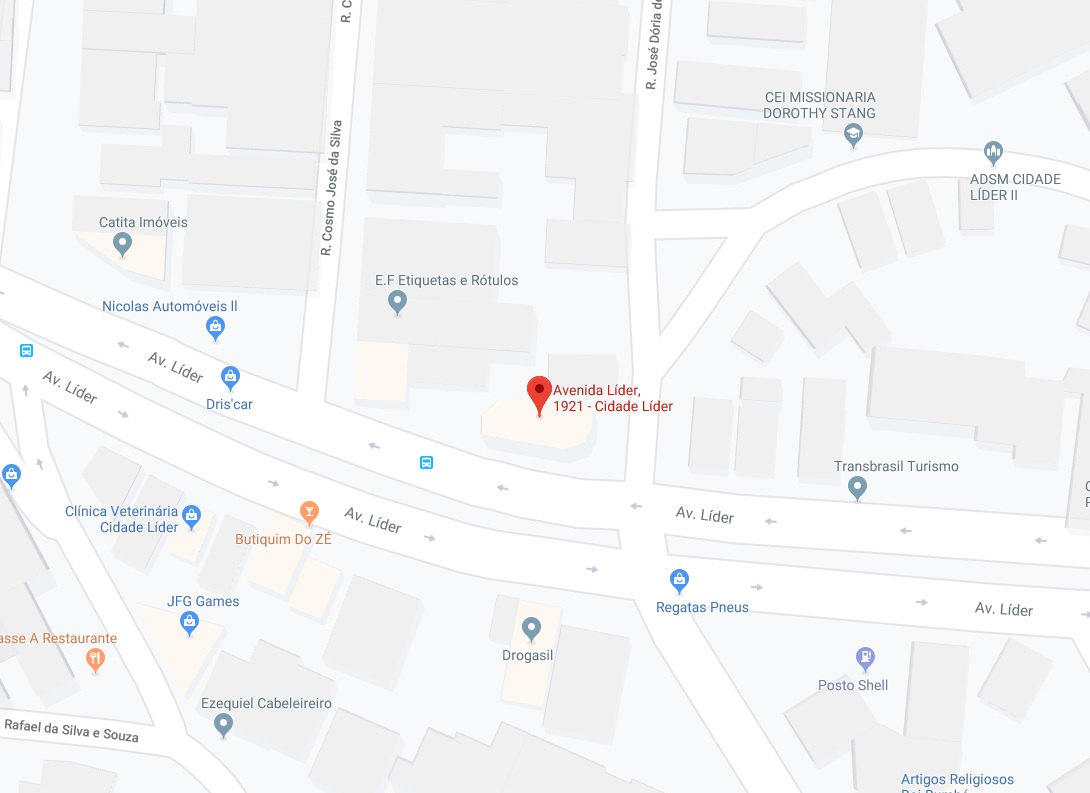 R. C
R. José Dória de
CEI MISSIONARIA
DOROTHY STANG
ADSM CIDADE
LÍDER II
R. Cosmo José da Silva
Catita Imóveis
E.F Etiquetas e Rótulos
Nicolas Automóveis II
Av. Líder
Av. Líder
Dris'car
Avenida Líder,
1921 - Cidade Líder
Transbrasil Turismo
Av. Líder
Clínica Veterinária
Cidade Líder
Av. Líder
Butiquim Do ZÉ
JFG Games
Regatas Pneus
Av. Líder
asse A Restaurante
Drogasil
Posto Shell
Ezequiel Cabeleireiro
Rafael da Silva e Souza
Artigos Religiosos